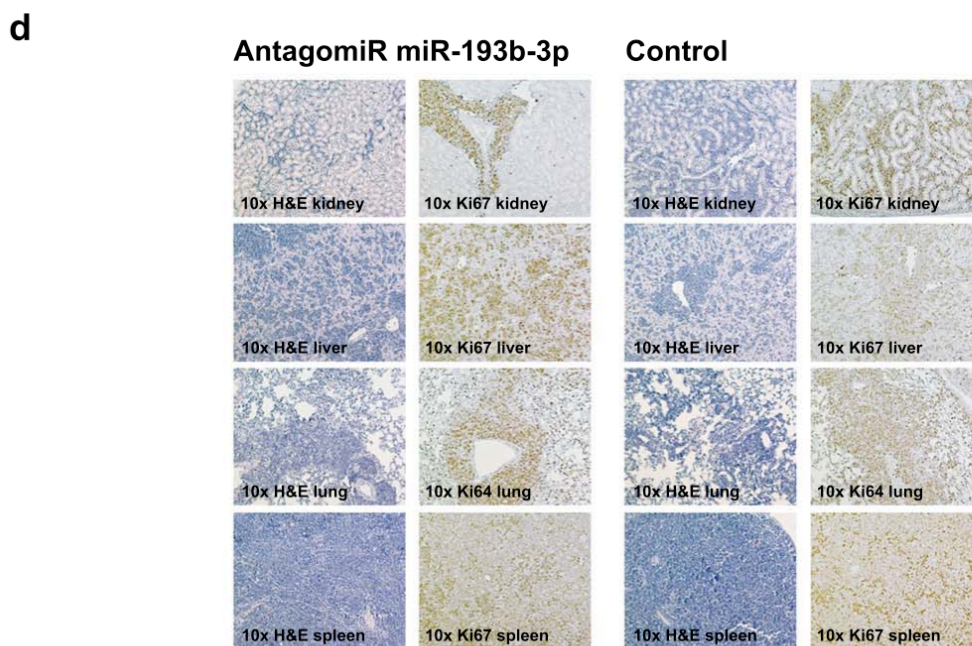 d
AntagomiR miR-193b-3p Control
10x H&E kidney 10x Ki67 kidney 10x H&E kidney 10x Ki67 kidney
10x H&E liver 10x Ki67 liver 10x H&E liver 10x Ki67 liver
10x H&E lung 10x Ki64 lung 10x H&E lung 10x Ki64 lung
10x H&E spleen 10x Ki67 spleen 10x H&E spleen 10x Ki67 spleen